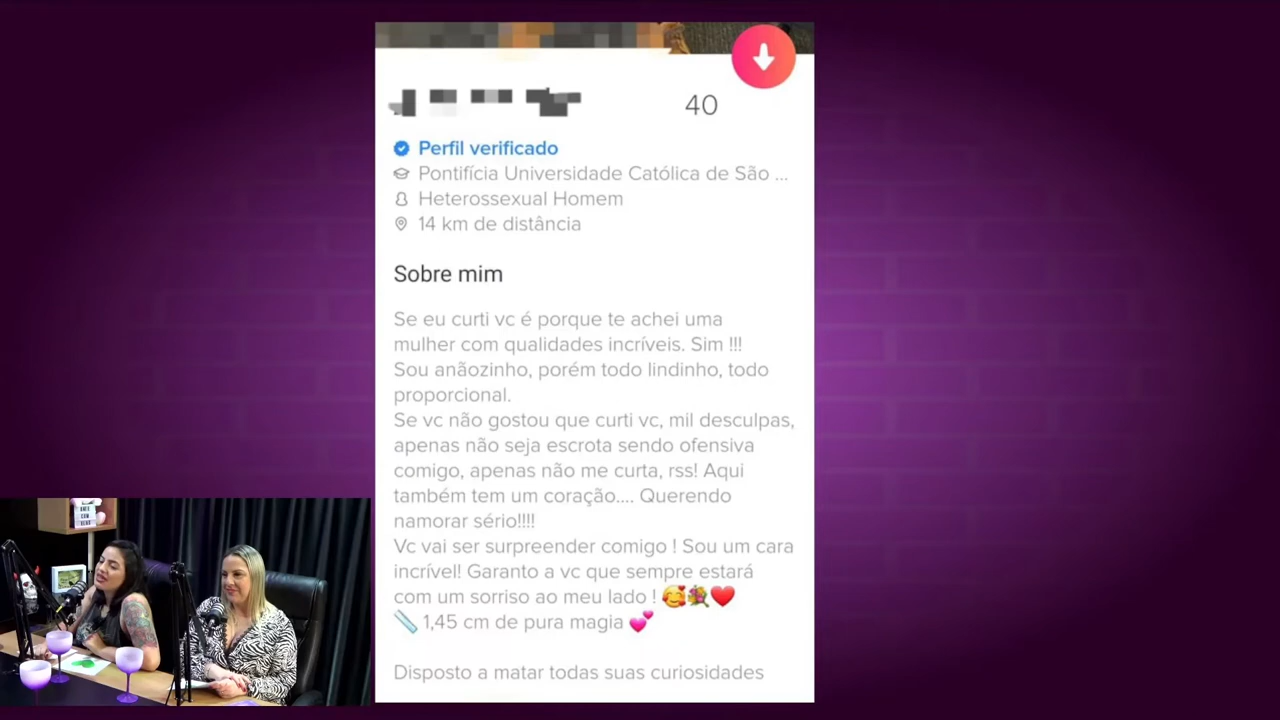 40
Perfil verificado
Pontifícia Universidade Católica de São ...
Heterossexual Homem
14 km de distância
Sobre mim
Se eu curti vc é porque te achei uma
mulher com qualidades incríveis. Sim !!!
Sou anãozinho, porém todo lindinho, todo
proporcional.
Se vc não gostou que curti vc, mil desculpas,
apenas não seja escrota sendo ofensiva
comigo, apenas não me curta, rss! Aqui
também tem um coração.... Querendo
namorar sério!!!!
Vc vai ser surpreender comigo ! Sou um cara
incrível! Garanto a vc que sempre estará
com um sorriso ao meu lado ! 🥰💐❤️
📏 1,45 cm de pura magia 💕
Disposto a matar todas suas curiosidades